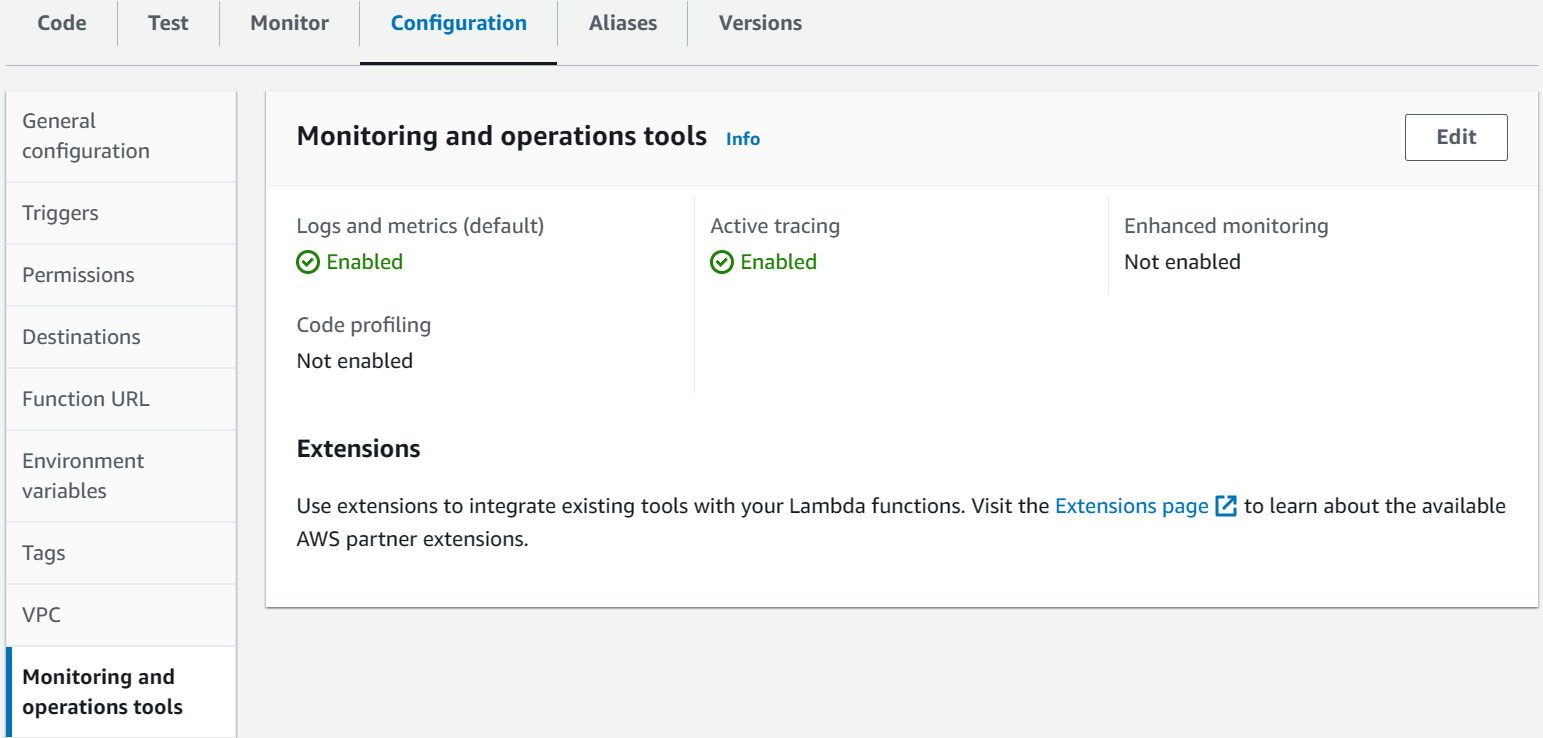 Code
Test
Monitor
Configuration
Aliases
Versions
General
configuration
Triggers
Permissions
Destinations
Function URL
Environment
variables
Tags
VPC
Monitoring and
operations tools
Monitoring and operations tools Info
Edit
Logs and metrics (default)
Enabled
Active tracing
Enabled
Enhanced monitoring
Not enabled
Code profiling
Not enabled
Extensions
Use extensions to integrate existing tools with your Lambda functions. Visit the Extensions page to learn about the available
AWS partner extensions.